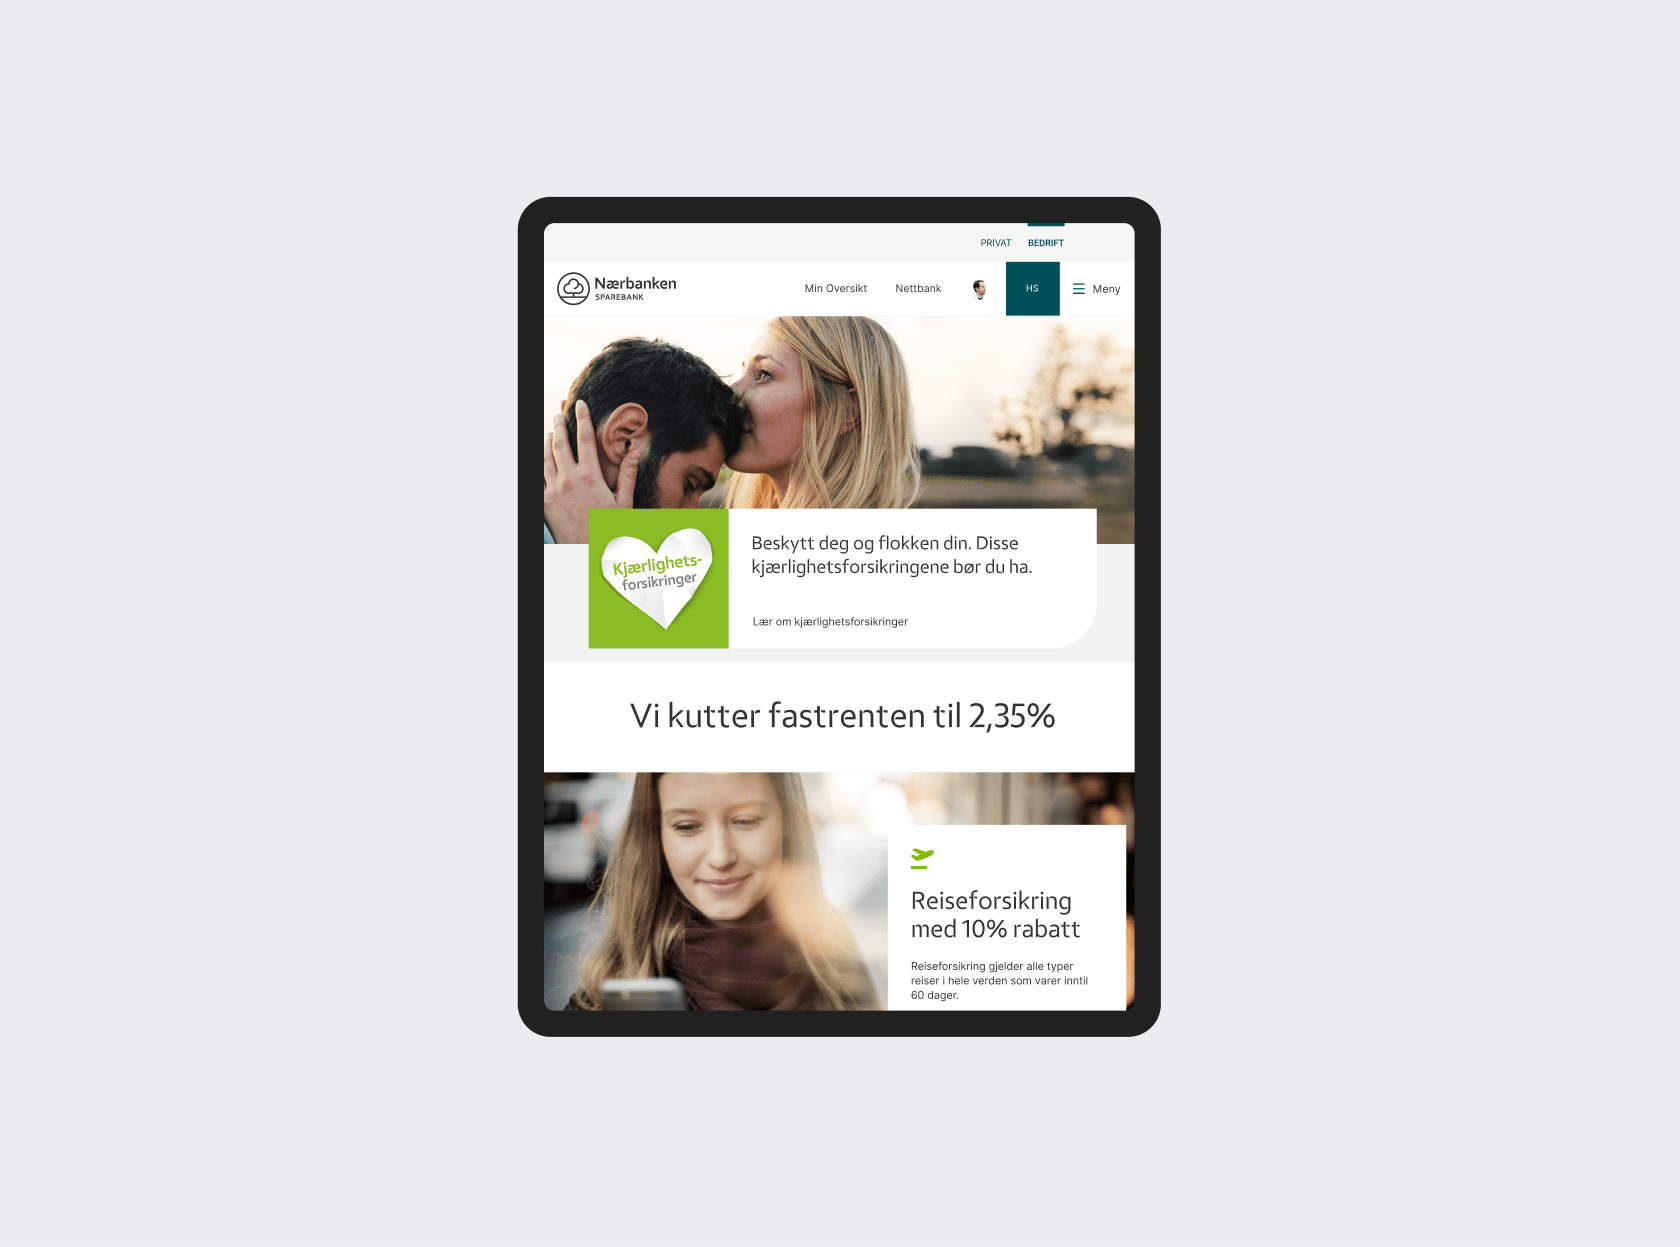 PRIVAT BEDRIFT
Nærbanken
SPAREBANK
Min Oversikt Nettbank HS Meny
Kjærlighets-
forsikringer
Beskytt deg og flokken din. Disse
kjærlighetsforsikringene bør du ha.
Lær om kjærlighetsforsikringer
Vi kutter fastrenten til 2,35%
Reiseforsikring
med 10% rabatt
Reiseforsikring gjelder alle typer
reiser i hele verden som varer inntil
60 dager.